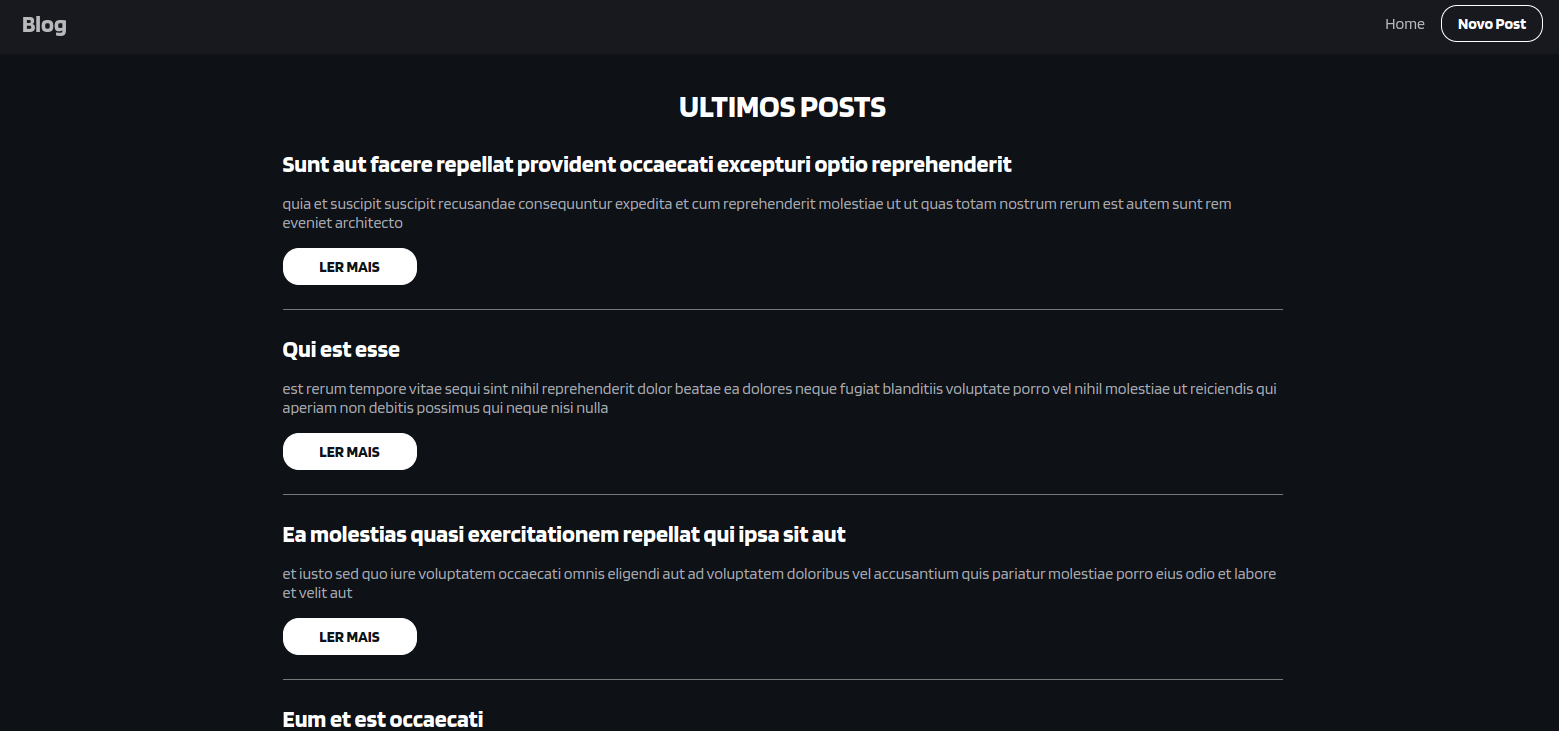 Blog
Home
Novo Post
ULTIMOS POSTS
Sunt aut facere repellat provident occaecati excepturi optio reprehenderit
quia et suscipit suscipit recusandae consequuntur expedita et cum reprehenderit molestiae ut ut quas totam nostrum rerum est autem sunt rem
eveniet architecto
LER MAIS
Qui est esse
est rerum tempore vitae sequi sint nihil reprehenderit dolor beatae ea dolores neque fugiat blanditiis voluptate porro vel nihil molestiae ut reiciendis qui
aperiam non debitis possimus qui neque nisi nulla
LER MAIS
Ea molestias quasi exercitationem repellat qui ipsa sit aut
et iusto sed quo iure voluptatem occaecati omnis eligendi aut ad voluptatem doloribus vel accusantium quis pariatur molestiae porro eius odio et labore
et velit aut
LER MAIS
Eum et est occaecati